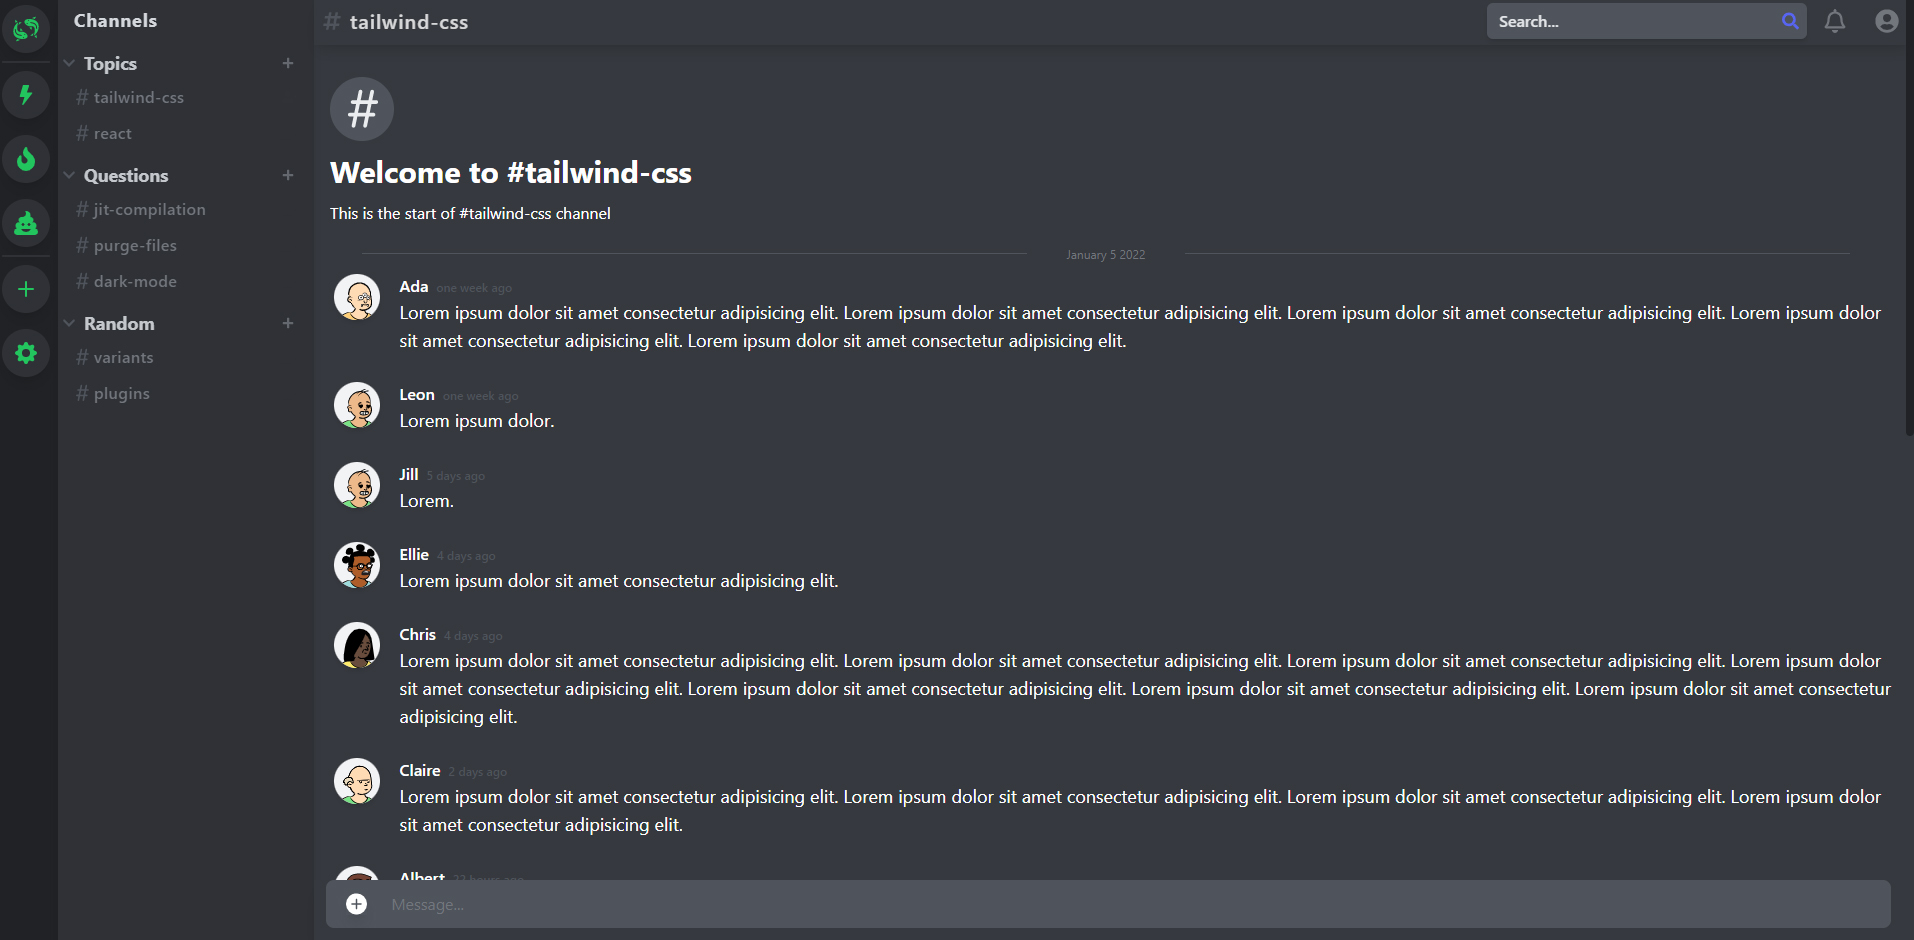 Channels
Topics
# tailwind-css
# react
Questions
# jit-compilation
# purge-files
# dark-mode
Random
# variants
# plugins
# tailwind-css
Search...
#
Welcome to #tailwind-css
This is the start of #tailwind-css channel
January 5 2022
Ada one week ago
Lorem ipsum dolor sit amet consectetur adipisicing elit. Lorem ipsum dolor sit amet consectetur adipisicing elit. Lorem ipsum dolor sit amet consectetur adipisicing elit. Lorem ipsum dolor
sit amet consectetur adipisicing elit. Lorem ipsum dolor sit amet consectetur adipisicing elit.
Leon one week ago
Lorem ipsum dolor.
Jill 5 days ago
Lorem.
Ellie 4 days ago
Lorem ipsum dolor sit amet consectetur adipisicing elit.
Chris 4 days ago
Lorem ipsum dolor sit amet consectetur adipisicing elit. Lorem ipsum dolor sit amet consectetur adipisicing elit. Lorem ipsum dolor sit amet consectetur adipisicing elit. Lorem ipsum dolor
sit amet consectetur adipisicing elit. Lorem ipsum dolor sit amet consectetur adipisicing elit. Lorem ipsum dolor sit amet consectetur adipisicing elit. Lorem ipsum dolor sit amet consectetur
adipisicing elit.
Claire 2 days ago
Lorem ipsum dolor sit amet consectetur adipisicing elit. Lorem ipsum dolor sit amet consectetur adipisicing elit. Lorem ipsum dolor sit amet consectetur adipisicing elit. Lorem ipsum dolor
sit amet consectetur adipisicing elit.
Albert 22 hours ago
Message...